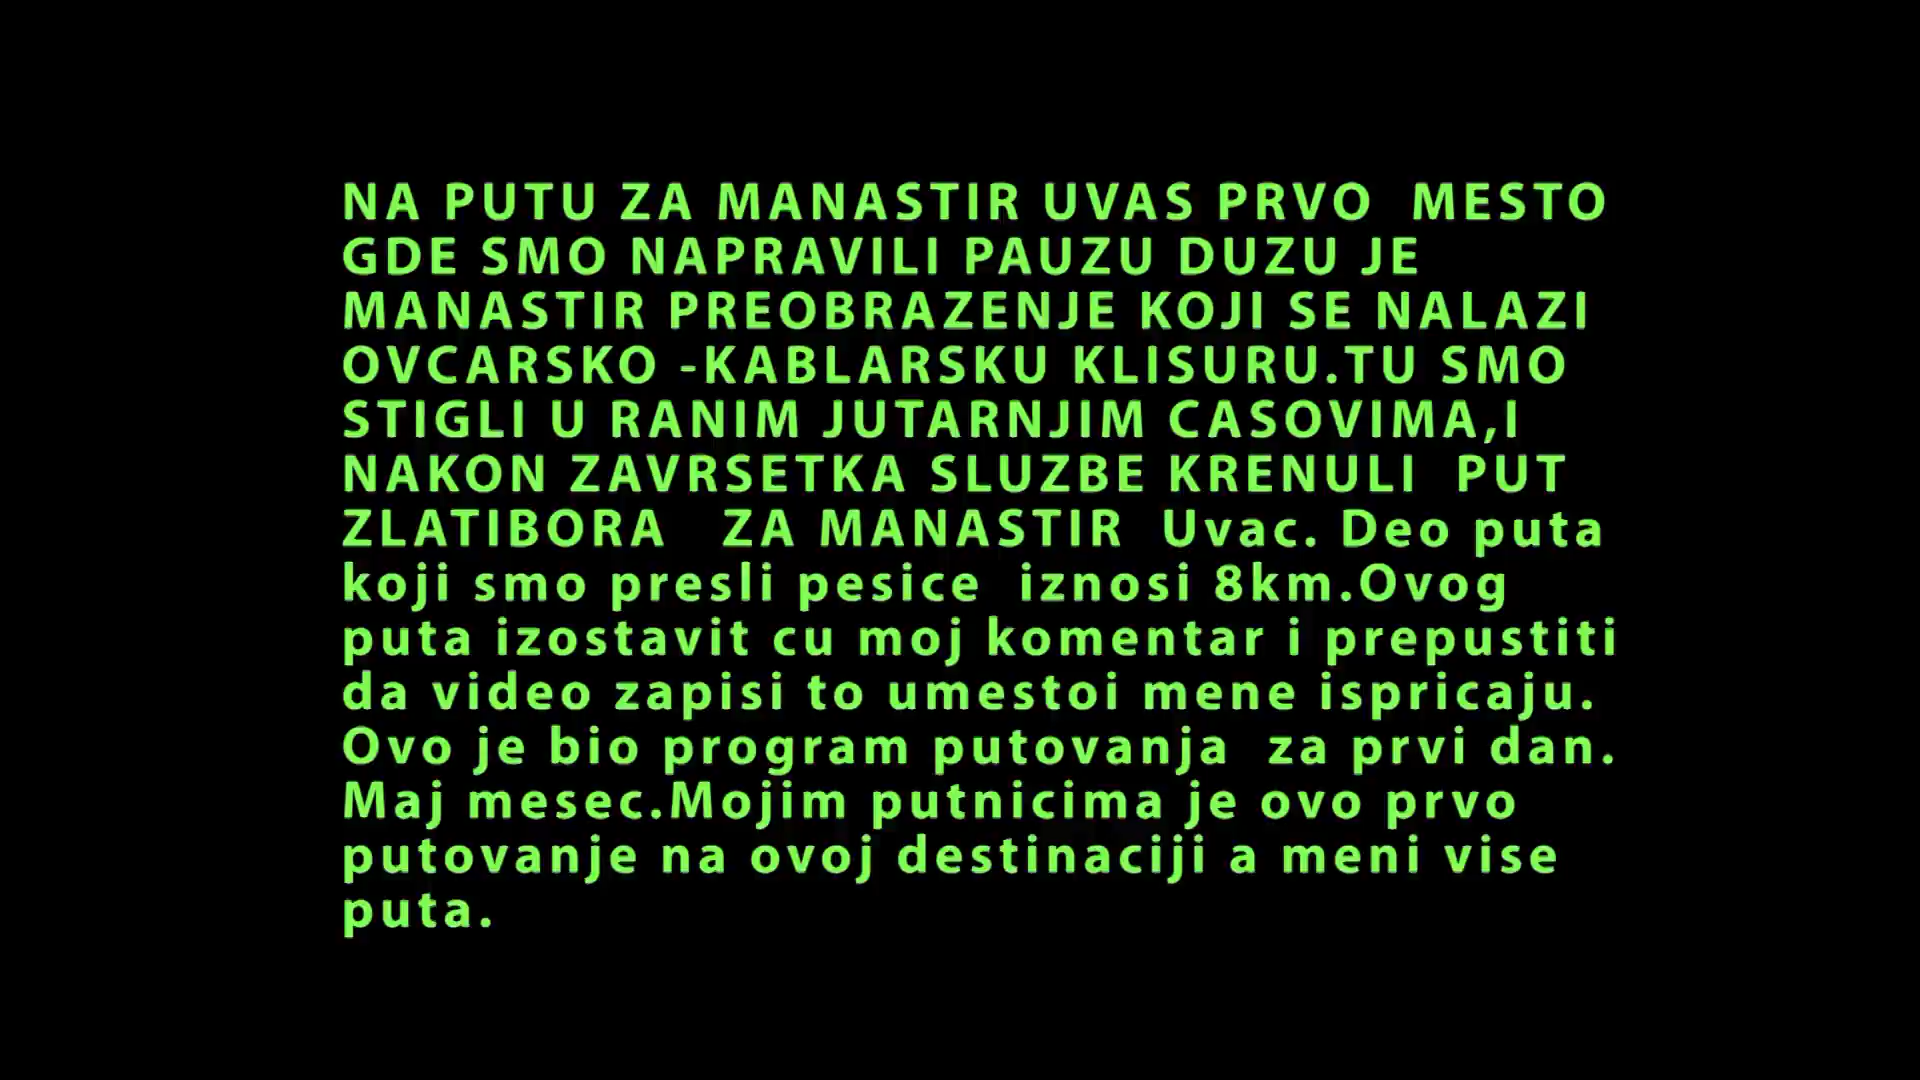 NA PUTU ZA MANASTIR UVAS PRVO  MESTO
GDE SMO NAPRAVILI PAUZU DUZU JE
MANASTIR PREOBRAZENJE KOJI SE NALAZI
OVCARSKO -KABLARSKU KLISURU.TU SMO
STIGLI U RANIM JUTARNJIM CASOVIMA,I
NAKON ZAVRSETKA SLUZBE KRENULI  PUT
ZLATIBORA   ZA MANASTIR  Uvac. Deo puta
koji smo presli pesice  iznosi 8km.Ovog
puta izostavit cu moj komentar i prepustiti
da video zapisi to umestoi mene ispricaju.
Ovo je bio program putovanja  za prvi dan.
Maj mesec.Mojim putnicima je ovo prvo
putovanje na ovoj destinaciji a meni vise
puta.